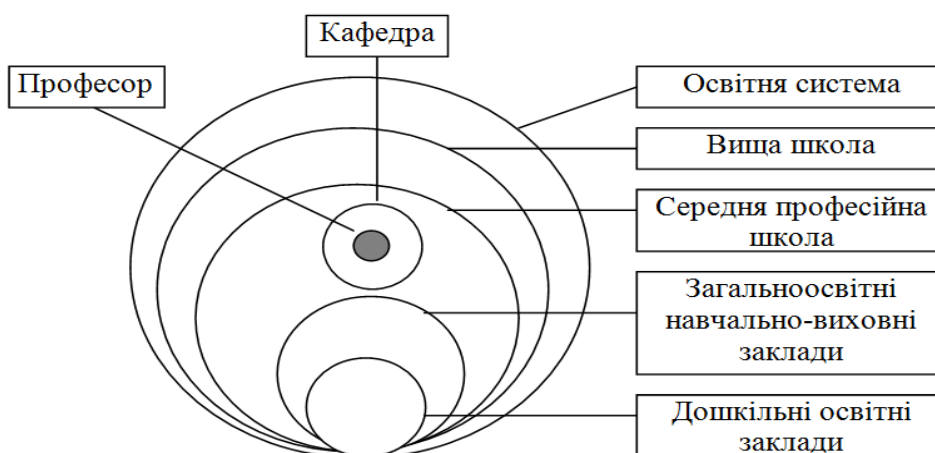 Кафедра
Професор
Освітня система
Вища школа
Середня професійна
школа
Загальноосвітні
навчально-виховні
заклади
Дошкільні освітні
заклади